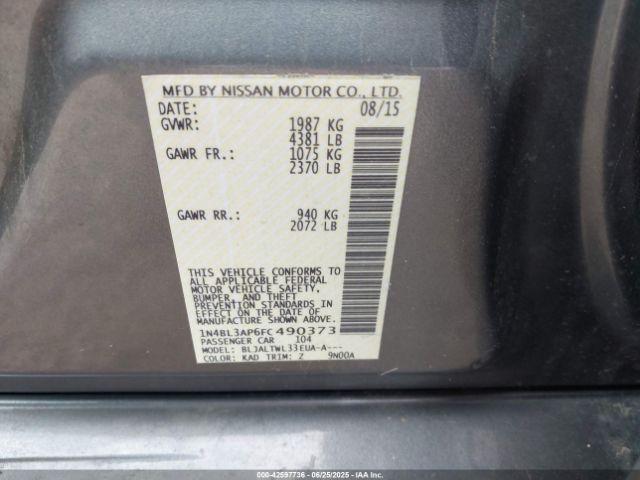 MFD BY NISSAN MOTOR CO., LTD.
DATE: 08/15
GVWR: 1987 KG
4381 LB
GAWR FR.: 1075 KG
2370 LB
GAWR RR.: 940 KG
2072 LB
THIS VEHICLE CONFORMS TO
ALL APPLICABLE FEDERAL
MOTOR VEHICLE SAFETY,
BUMPER, AND THEFT
PREVENTION STANDARDS IN
EFFECT ON THE DATE OF
MANUFACTURE SHOWN ABOVE.
1N4BL3AP6FC490373
PASSENGER CAR 104
MODEL: BLJALTWL33EUA-A---
COLOR: KAD TRIM: Z 9N00A
000-42597736 - 06/25/2025 - IAA Inc.